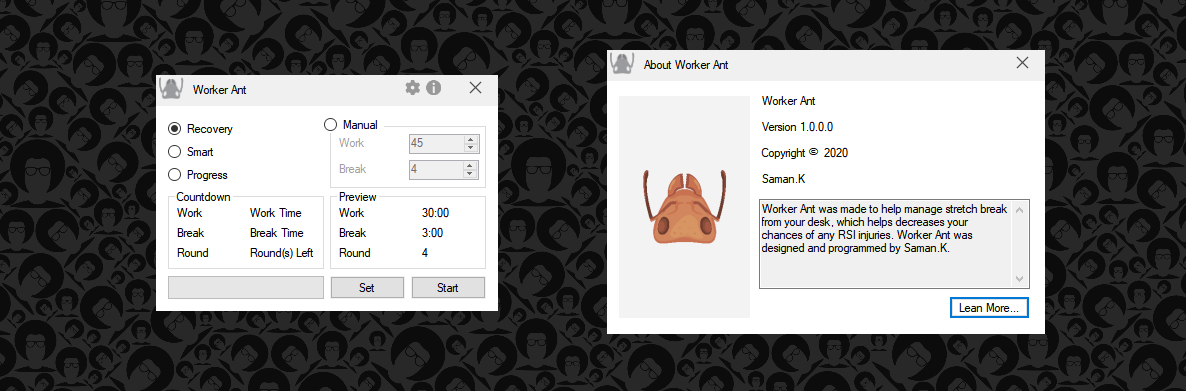 Worker Ant
Recovery
Smart
Progress
Manual
Work 45
Break 4
Countdown
Work Work Time
Break Break Time
Round Round(s) Left
Preview
Work 30:00
Break 3:00
Round 4
Set Start
About Worker Ant
Worker Ant
Version 1.0.0.0
Copyright © 2020
Saman.K
Worker Ant was made to help manage stretch break
from your desk, which helps decreases your
chances of any RSI injuries. Worker Ant was
designed and programmed by Saman.K.
Lean More...